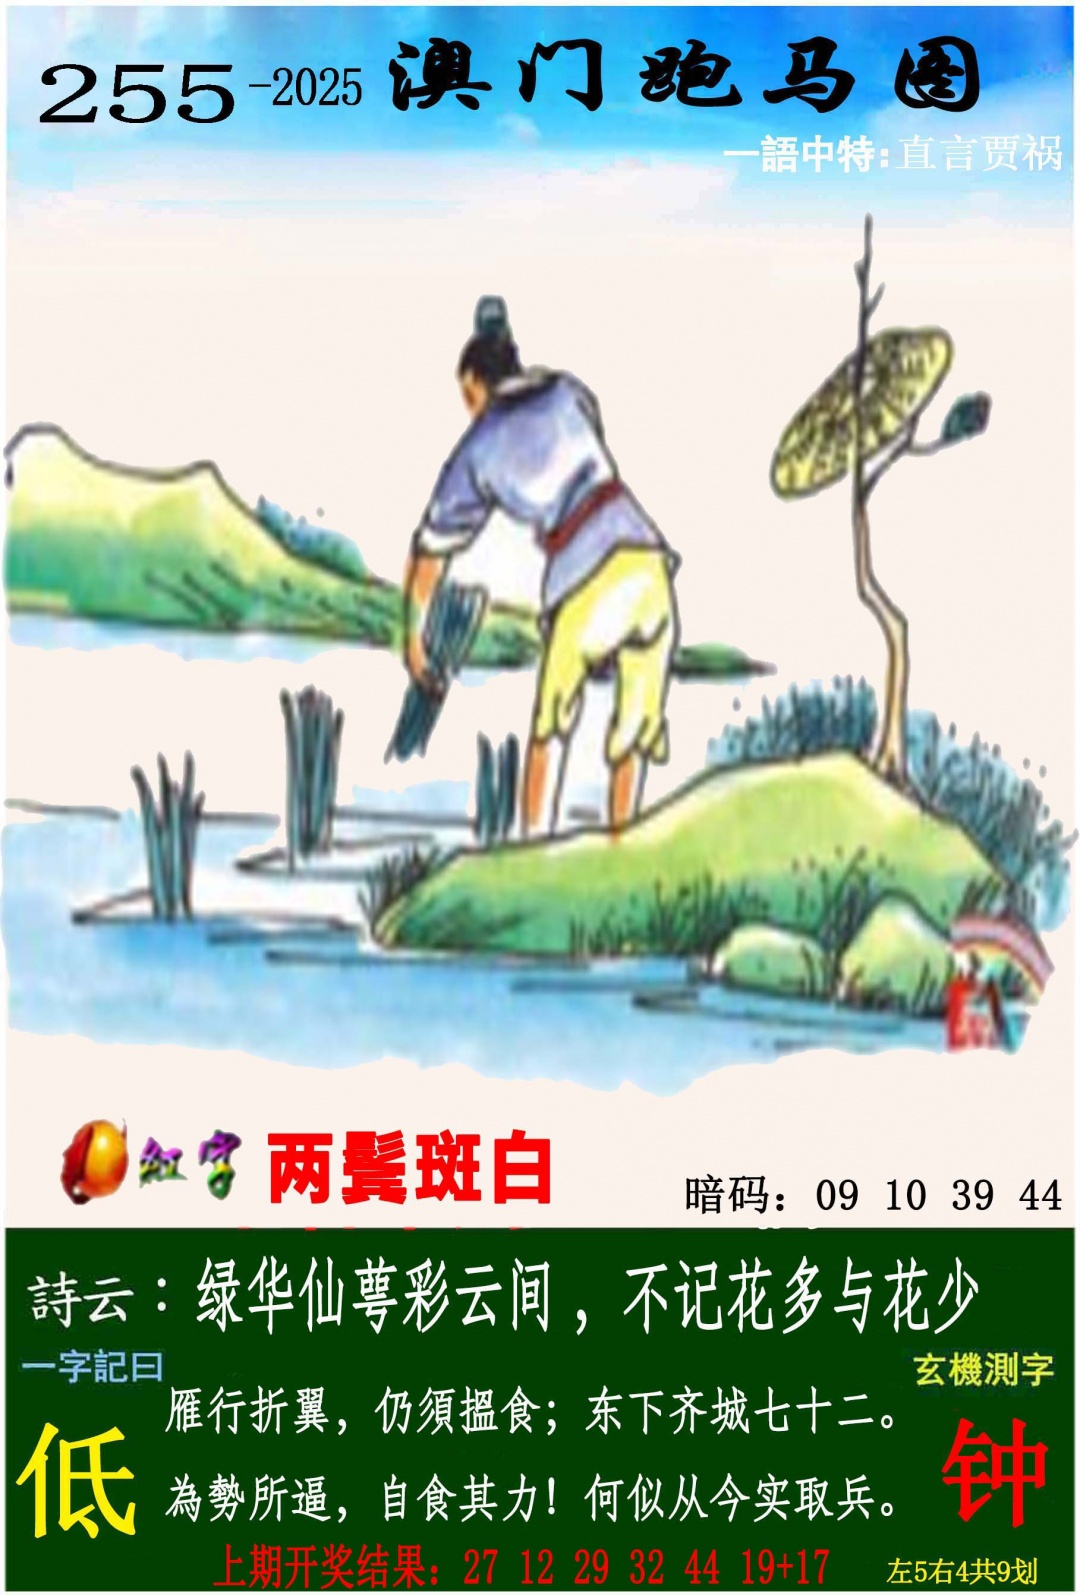 255-2025 澳门跑马图
一語中特:直言贾祸
红字 两鬓斑白
暗码：09 10 39 44
詩云：绿华仙萼彩云间，不记花多与花少
一字記曰
玄機測字
雁行折翼，仍須搵食；东下齐城七十二。
低
钟
為勢所逼，自食其力！何似从今实取兵。
上期开奖结果：27 12 29 32 44 19+17
左5右4共9划